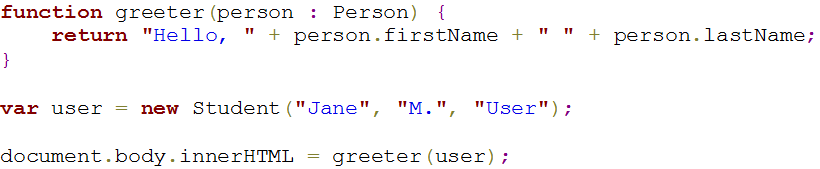 function greeter(person : Person) {
    return "Hello, " + person.firstName + " " + person.lastName;
}

var user = new Student("Jane", "M.", "User");

document.body.innerHTML = greeter(user);